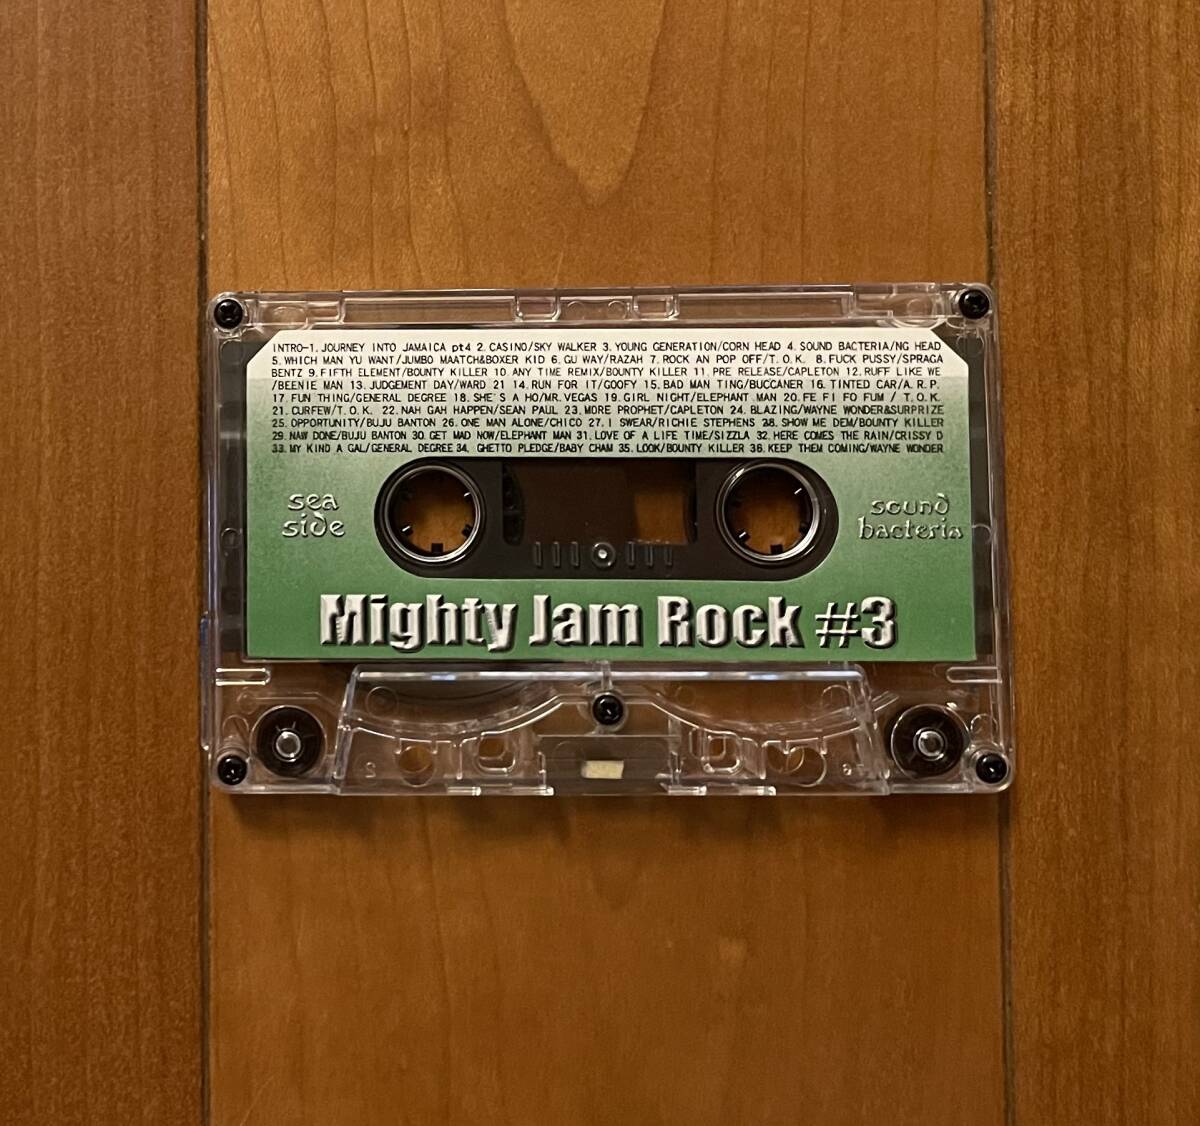 INTRO-1. JOURNEY INTO JAMAICA pt4 2. CASINO/SKY WALKER 3. YOUNG GENERATION/CORN HEAD 4. SOUND BACTERIA/NG HEAD
5. WHICH MAN YU WANT/JUMBO MAATCH&BOXER KID 6. GU WAY/RAZAH 7. ROCK AN POP OFF/T.O.K. 8. FUCK PUSSY/SPRAGA
BENTZ 9. FIFTH ELEMENT/BOUNTY KILLER 10. ANY TIME REMIX/BOUNTY KILLER 11. PRE RELEASE/CAPLETON 12. RUFF LIKE WE
/BEENIE MAN 13. JUDGEMENT DAY/WARD 21 14. RUN FOR IT/GOOFY 15. BAD MAN TING/BUCCANER 16. TINTED CAR/A.R.P.
17. FUN THING/GENERAL DEGREE 18. SHE'S A HO/MR. VEGAS 19. GIRL NIGHT/ELEPHANT MAN 20. FE FI FO FUM / T.O.K.
21. CURFEW/T.O.K. 22. NAH GAH HAPPEN/SEAN PAUL 23. MORE PROPHET/CAPLETON 24. BLAZING/WAYNE WONDER&SURPRIZE
25. OPPORTUNITY/BUJU BANTON 26. ONE MAN ALONE/CHICO 27. I SWEAR/RICHIE STEPHENS 28. SHOW ME DEM/BOUNTY KILLER
29. NAW DONE/BUJU BANTON 30. GET MAD NOW/ELEPHANT MAN 31. LOVE OF A LIFE TIME/SIZZLA 32. HERE COMES THE RAIN/CRISSY D
33. MY KIND A GAL/GENERAL DEGREE 34. GHETTO PLEDGE/BABY CHAM 35. LOOK/BOUNTY KILLER 36. KEEP THEM COMING/WAYNE WONDER
sea
side
sound
bacteria
Mighty Jam Rock #3